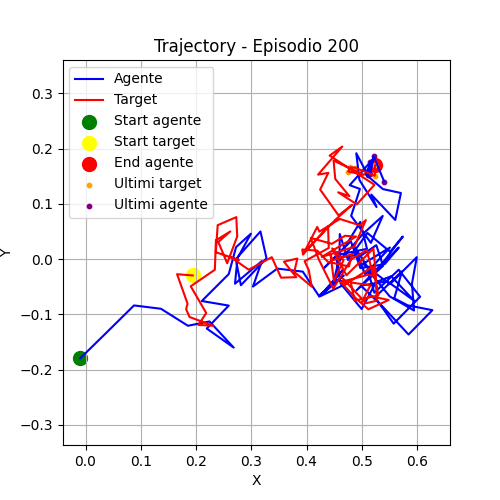 Trajectory - Episodio 200
Agente
Target
Start agente
Start target
End agente
Ultimi target
Ultimi agente
0.3
0.2
0.1
0.0
−0.1
−0.2
−0.3
Y
0.0 0.1 0.2 0.3 0.4 0.5 0.6
X